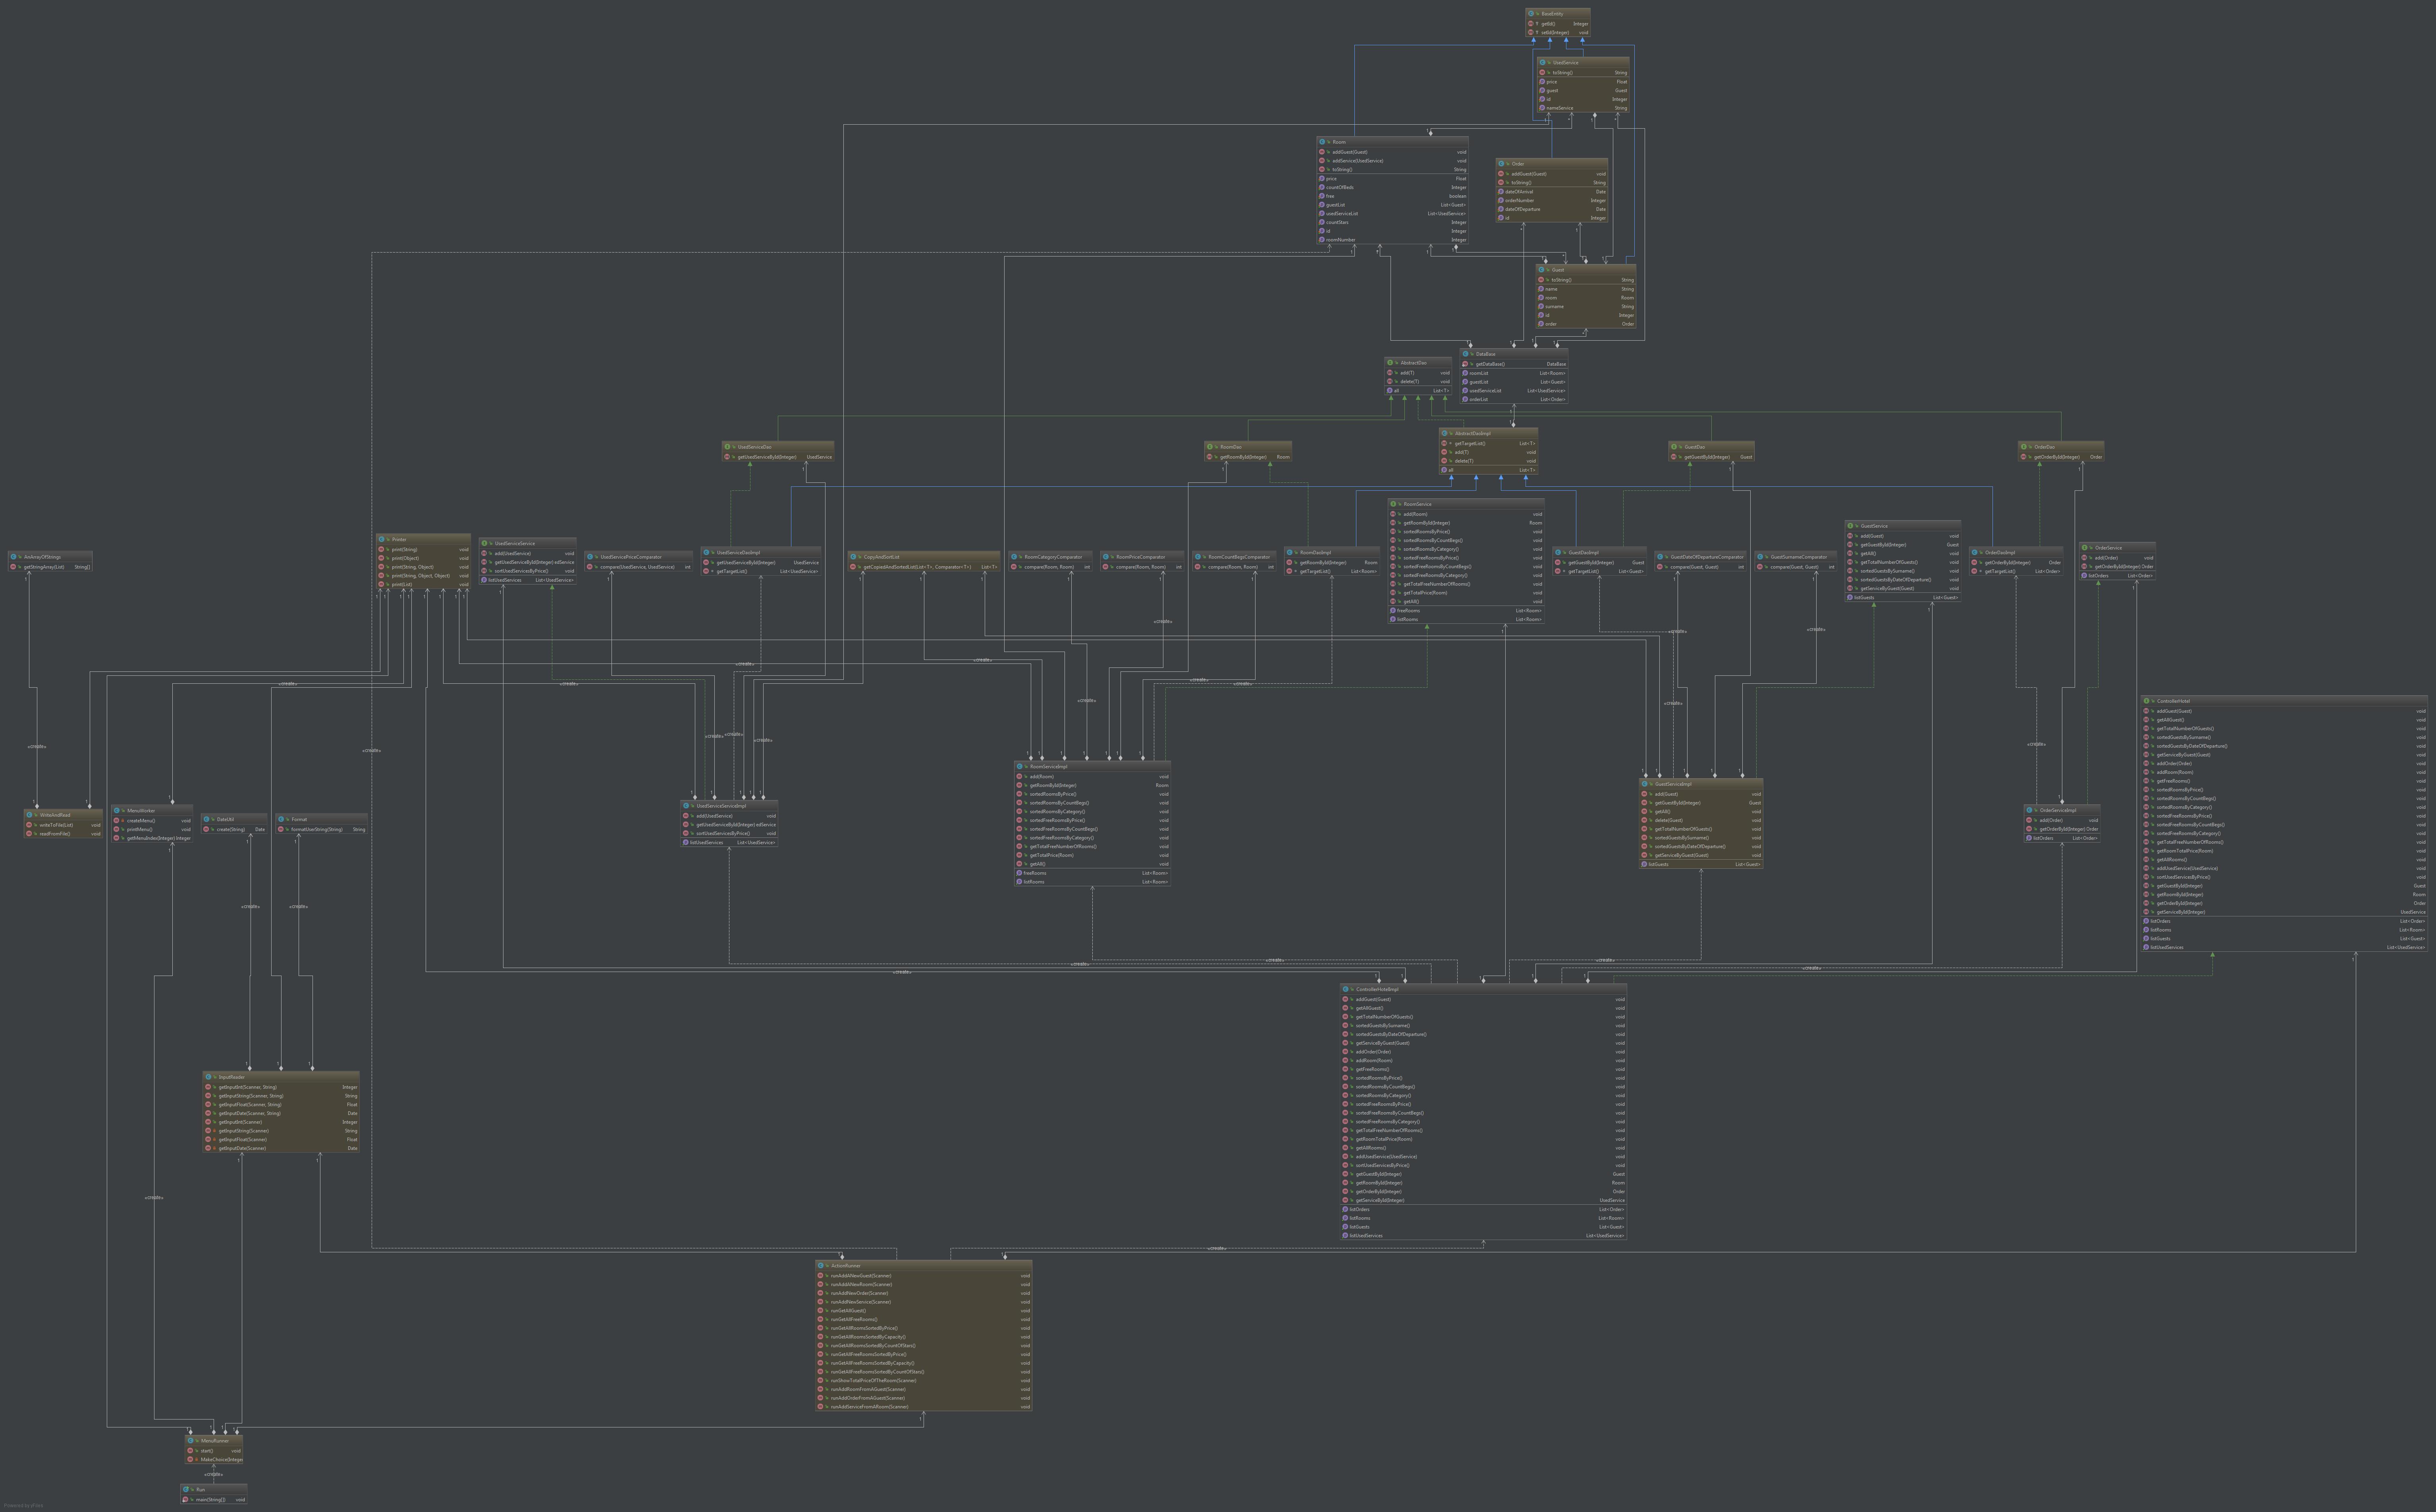 BaseEntity
getId() Integer
setId(Integer) void
UsedService
toString() String
price Float
guest Guest
id Integer
nameService String
Room
addGuest(Guest) void
addService(UsedService) void
toString() String
price Float
countOfBeds Integer
free boolean
guestList List<Guest>
usedServiceList List<UsedService>
countStars Integer
id Integer
roomNumber Integer
Order
addGuest(Guest) void
toString() String
dateOfArrival Date
orderNumber Integer
dateOfDeparture Date
id Integer
Guest
toString() String
name String
room Room
surname String
id Integer
order Order
DataBase
getDataBase() DataBase
roomList List<Room>
guestList List<Guest>
usedServiceList List<UsedService>
orderList List<Order>
AbstractDao
add(T) void
delete(T) void
all List<T>
UsedServiceDao
getUsedServiceById(Integer) UsedService
RoomDao
getRoomById(Integer) Room
AbstractDaoImpl
getTargetList() List<T>
add(T) void
delete(T) void
all List<T>
GuestDao
getGuestById(Integer) Guest
OrderDao
getOrderById(Integer) Order
AnArrayOfStrings
getStringArray(List) String[]
Printer
print(String) void
print(Object) void
print(String, Object) void
print(String, Object, Object) void
print(List) void
UsedServiceService
add(UsedService) void
getUsedServiceById(Integer) edService
sortUsedServicesByPrice() void
listUsedServices List<UsedService>
UsedServicePriceComparator
compare(UsedService, UsedService) int
UsedServiceDaoImpl
getUsedServiceById(Integer) UsedService
getTargetList() List<UsedService>
CopyAndSortList
getCopiedAndSortedList(List<T>, Comparator<T>) List<T>
RoomCategoryComparator
compare(Room, Room) int
RoomPriceComparator
compare(Room, Room) int
RoomCountBegsComparator
compare(Room, Room) int
RoomDaoImpl
getRoomById(Integer) Room
getTargetList() List<Room>
RoomService
add(Room) void
getRoomById(Integer) Room
sortedRoomsByPrice() void
sortedRoomsByCountBegs() void
sortedRoomsByCategory() void
sortedFreeRoomsByPrice() void
sortedFreeRoomsByCountBegs() void
sortedFreeRoomsByCategory() void
getTotalFreeNumberOfRooms() void
getTotalPrice(Room) void
getAll() void
freeRooms List<Room>
listRooms List<Room>
GuestDaoImpl
getGuestById(Integer) Guest
getTargetList() List<Guest>
GuestDateOfDepartureComparator
compare(Guest, Guest) int
GuestSurnameComparator
compare(Guest, Guest) int
GuestService
add(Guest) void
getGuestById(Integer) Guest
getAll() void
getTotalNumberOfGuests() void
sortedGuestsBySurname() void
sortedGuestsByDateOfDeparture() void
getServiceByGuest(Guest) void
listGuests List<Guest>
OrderDaoImpl
getOrderById(Integer) Order
getTargetList() List<Order>
OrderService
add(Order) void
getOrderById(Integer) Order
listOrders List<Order>
ControllerHotel
addGuest(Guest) void
getAllGuest() void
getTotalNumberOfGuests() void
sortedGuestsBySurname() void
sortedGuestsByDateOfDeparture() void
getServiceByGuest(Guest) void
addOrder(Order) void
addRoom(Room) void
getFreeRooms() void
sortedRoomsByPrice() void
sortedRoomsByCountBegs() void
sortedRoomsByCategory() void
sortedFreeRoomsByPrice() void
sortedFreeRoomsByCountBegs() void
sortedFreeRoomsByCategory() void
getTotalFreeNumberOfRooms() void
getRoomTotalPrice(Room) void
getAllRooms() void
addUsedService(UsedService) void
sortUsedServicesByPrice() void
getGuestById(Integer) Guest
getRoomById(Integer) Room
getOrderById(Integer) Order
getServiceById(Integer) UsedService
listOrders List<Order>
listRooms List<Room>
listGuests List<Guest>
listUsedServices List<UsedService>
WriteAndRead
writeToFile(List) void
readFromFile() void
MenuWorker
createMenu() void
printMenu() void
getMenuIndex(Integer) Integer
DateUtil
create(String) Date
Format
formatUserString(String) String
UsedServiceServiceImpl
add(UsedService) void
getUsedServiceById(Integer) edService
sortUsedServicesByPrice() void
listUsedServices List<UsedService>
RoomServiceImpl
add(Room) void
getRoomById(Integer) Room
sortedRoomsByPrice() void
sortedRoomsByCountBegs() void
sortedRoomsByCategory() void
sortedFreeRoomsByPrice() void
sortedFreeRoomsByCountBegs() void
sortedFreeRoomsByCategory() void
getTotalFreeNumberOfRooms() void
getTotalPrice(Room) void
getAll() void
freeRooms List<Room>
listRooms List<Room>
GuestServiceImpl
add(Guest) void
getGuestById(Integer) Guest
getAll() void
delete(Guest) void
getTotalNumberOfGuests() void
sortedGuestsBySurname() void
sortedGuestsByDateOfDeparture() void
getServiceByGuest(Guest) void
listGuests List<Guest>
OrderServiceImpl
add(Order) void
getOrderById(Integer) Order
listOrders List<Order>
ControllerHotelImpl
addGuest(Guest) void
getAllGuest() void
getTotalNumberOfGuests() void
sortedGuestsBySurname() void
sortedGuestsByDateOfDeparture() void
getServiceByGuest(Guest) void
addOrder(Order) void
addRoom(Room) void
getFreeRooms() void
sortedRoomsByPrice() void
sortedRoomsByCountBegs() void
sortedRoomsByCategory() void
sortedFreeRoomsByPrice() void
sortedFreeRoomsByCountBegs() void
sortedFreeRoomsByCategory() void
getTotalFreeNumberOfRooms() void
getRoomTotalPrice(Room) void
getAllRooms() void
addUsedService(UsedService) void
sortUsedServicesByPrice() void
getGuestById(Integer) Guest
getRoomById(Integer) Room
getOrderById(Integer) Order
getServiceById(Integer) UsedService
listOrders List<Order>
listRooms List<Room>
listGuests List<Guest>
listUsedServices List<UsedService>
InputReader
getInputInt(Scanner, String) Integer
getInputString(Scanner, String) String
getInputFloat(Scanner, String) Float
getInputDate(Scanner, String) Date
getInputInt(Scanner) Integer
getInputString(Scanner) String
getInputFloat(Scanner) Float
getInputDate(Scanner) Date
ActionRunner
runAddANewGuest(Scanner) void
runAddANewRoom(Scanner) void
runAddNewOrder(Scanner) void
runAddNewService(Scanner) void
runGetAllGuest() void
runGetAllFreeRooms() void
runGetAllRoomsSortedByPrice() void
runGetAllRoomsSortedByCapacity() void
runGetAllRoomsSortedByCountOfStars() void
runGetAllFreeRoomsSortedByPrice() void
runGetAllFreeRoomsSortedByCapacity() void
runGetAllFreeRoomsSortedByCountOfStars() void
runShowTotalPriceOfTheRoom(Scanner) void
runAddRoomFromAGuest(Scanner) void
runAddOrderFromAGuest(Scanner) void
runAddServiceFromARoom(Scanner) void
MenuRunner
start() void
MakeChoice(Integer
«create»
Run
main(String[]) void
Powered by yFiles